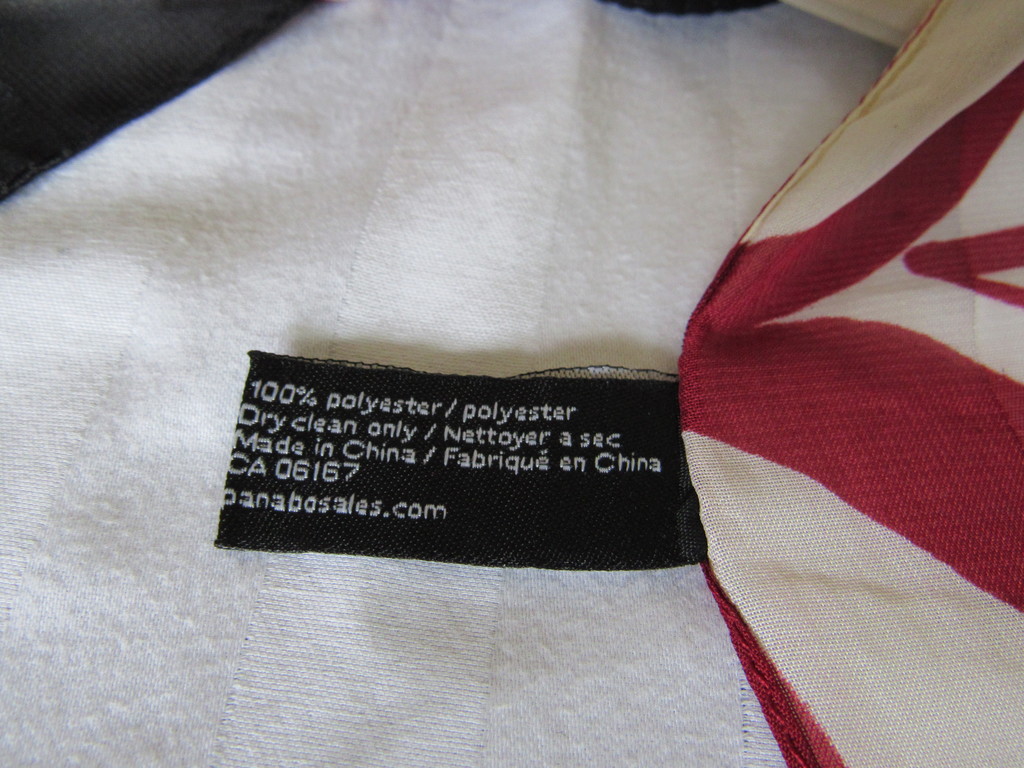 100% polyester / polyester
Dry clean only / Nettoyer a sec
Made in China / Fabriqué en China
CA 06167
panabosales.com